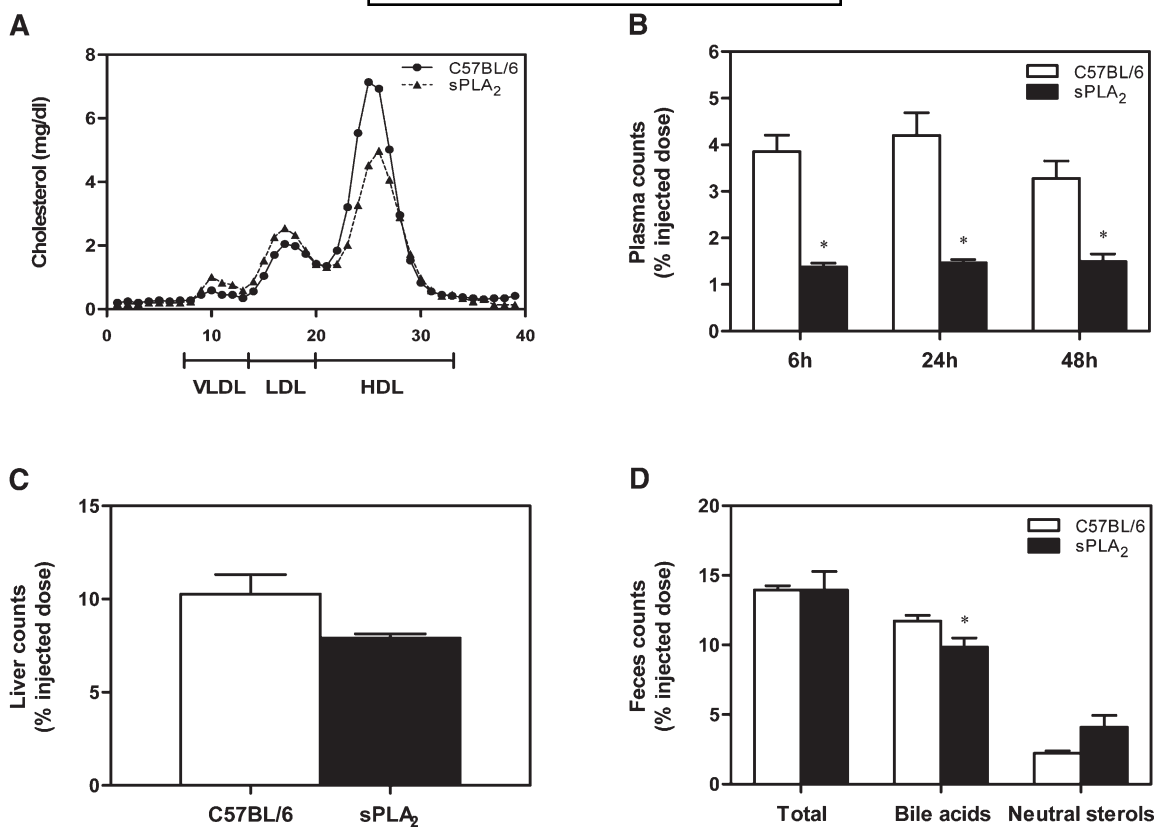 A
8
6
4
2
0
Cholesterol (mg/dl)
C57BL/6
sPLA2
0 10 20 30 40
VLDL LDL HDL
B
6
5
4
3
2
1
0
Plasma counts
(% injected dose)
C57BL/6
sPLA2
*
*
*
6h 24h 48h
C
15
10
5
0
Liver counts
(% injected dose)
C57BL/6 sPLA2
D
20
15
10
5
0
Feces counts
(% injected dose)
C57BL/6
sPLA2
*
Total Bile acids Neutral sterols